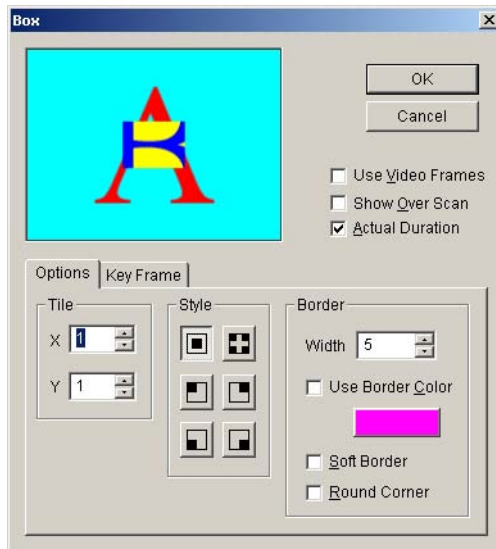 Box
A
OK
Cancel
Use Video Frames
Show Over Scan
Actual Duration
Options
Key Frame
Tile
X 1
Y 1
Style
Border
Width 5
Use Border Color
Soft Border
Round Corner